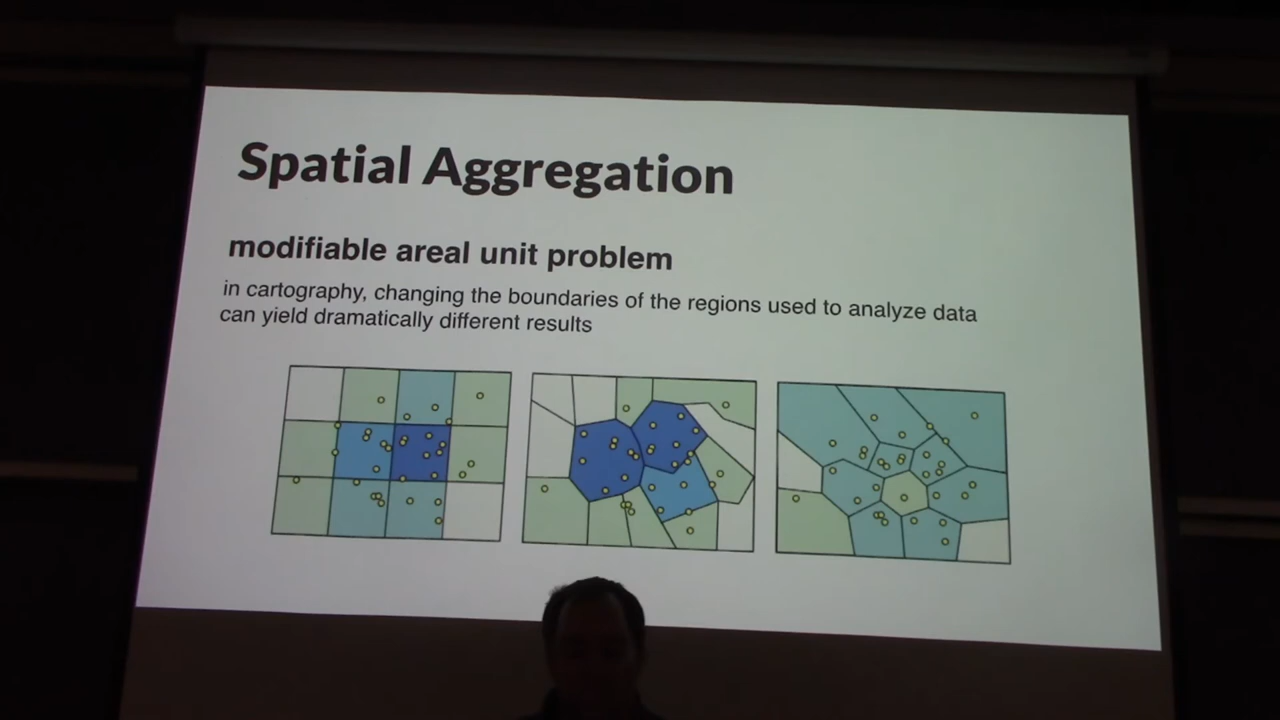 Spatial Aggregation
modifiable areal unit problem
in cartography, changing the boundaries of the regions used to analyze data
can yield dramatically different results